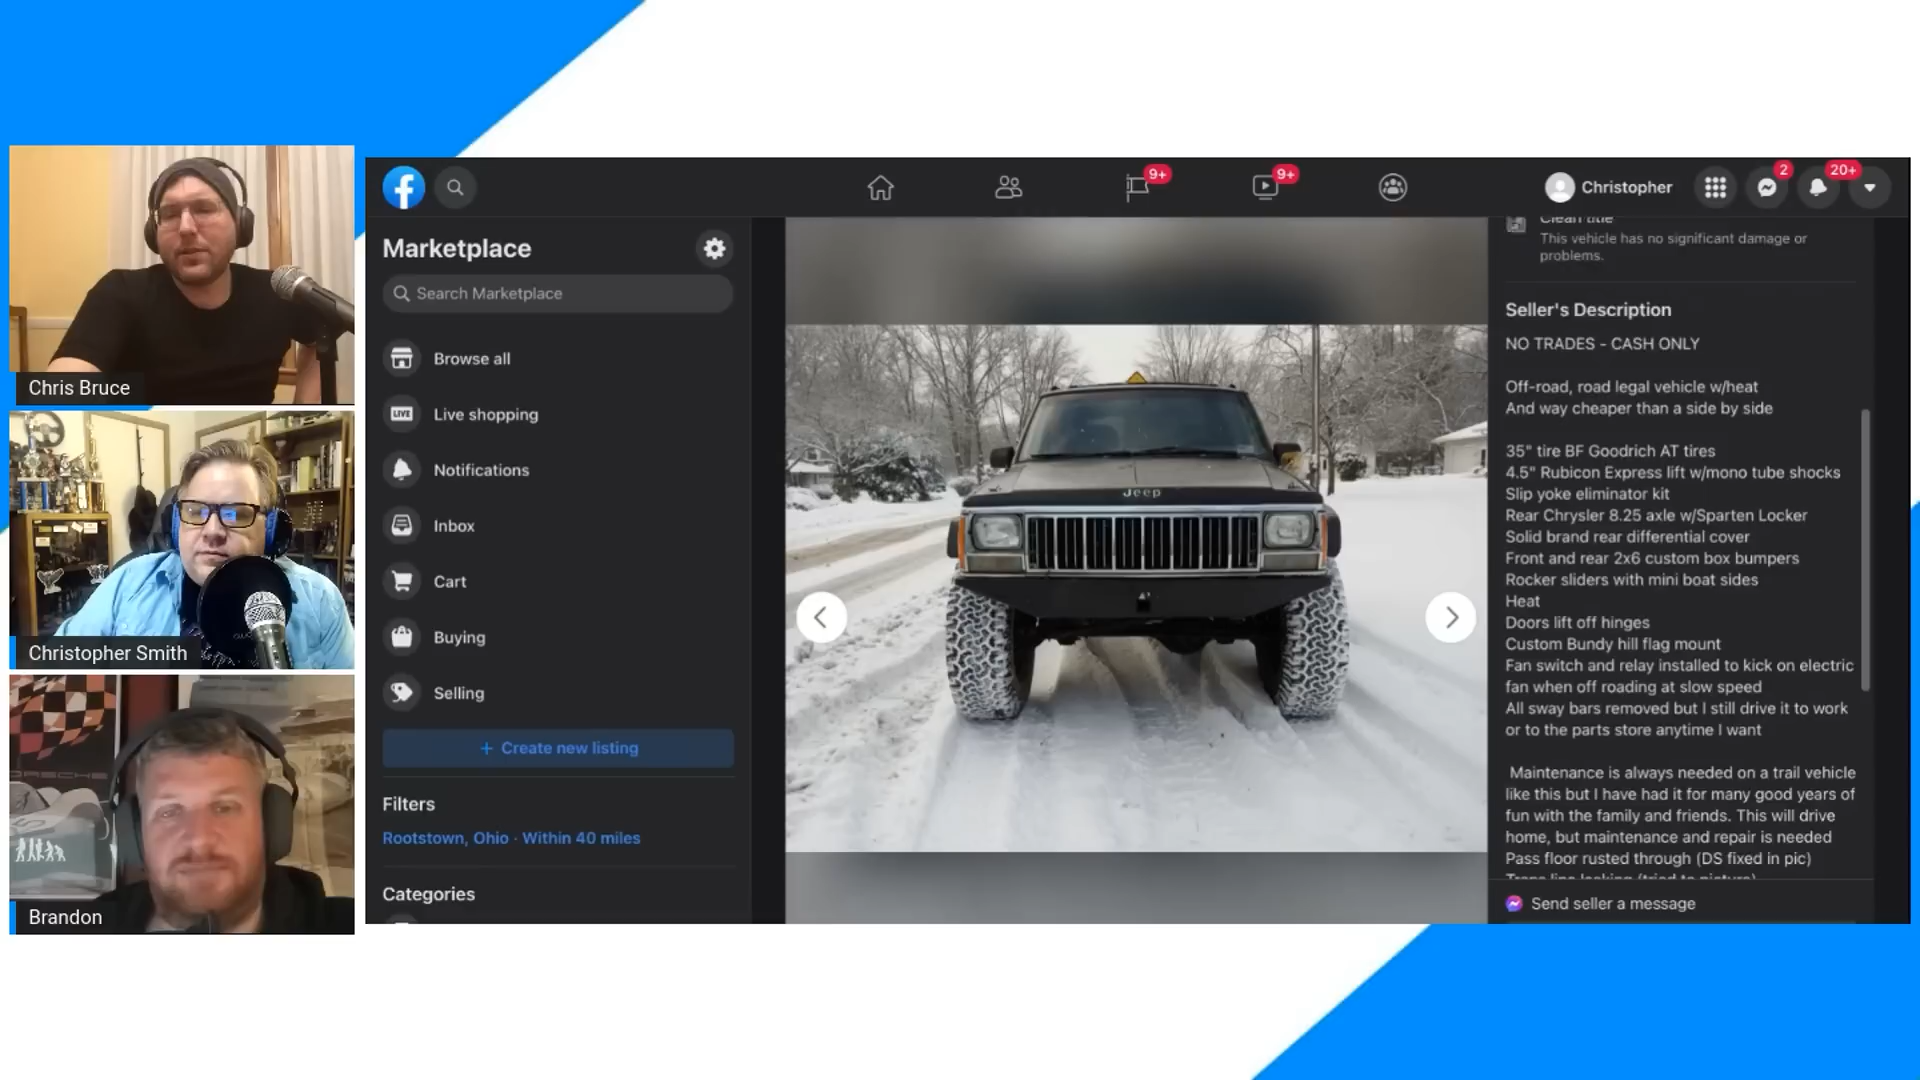 Chris Bruce
Christopher Smith
PORSCHE
Brandon
9+
9+
Christopher
2
20+
Marketplace
Search Marketplace
Browse all
LIVE
Live shopping
Notifications
Inbox
Cart
Buying
Selling
+ Create new listing
Filters
Rootstown, Ohio · Within 40 miles
Categories
Jeep
Clean title
This vehicle has no significant damage or
problems.
Seller's Description
NO TRADES - CASH ONLY
Off-road, road legal vehicle w/heat
And way cheaper than a side by side
35" tire BF Goodrich AT tires
4.5" Rubicon Express lift w/mono tube shocks
Slip yoke eliminator kit
Rear Chrysler 8.25 axle w/Sparten Locker
Solid brand rear differential cover
Front and rear 2x6 custom box bumpers
Rocker sliders with mini boat sides
Heat
Doors lift off hinges
Custom Bundy hill flag mount
Fan switch and relay installed to kick on electric
fan when off roading at slow speed
All sway bars removed but I still drive it to work
or to the parts store anytime I want
Maintenance is always needed on a trail vehicle
like this but I have had it for many good years of
fun with the family and friends. This will drive
home, but maintenance and repair is needed
Pass floor rusted through (DS fixed in pic)
Trans line leaking (tried to picture)
Send seller a message